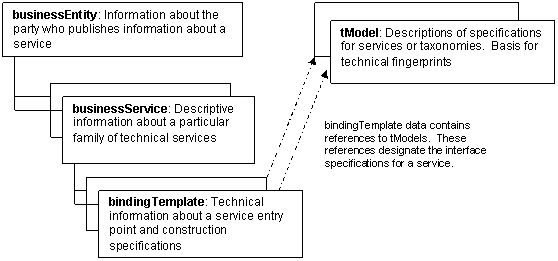 businessEntity: Information about the
party who publishes information about a
service
tModel: Descriptions of specifications
for services or taxonomies.  Basis for
technical fingerprints
businessService: Descriptive
information about a particular
family of technical services
bindingTemplate data contains
references to tModels.  These
references designate the interface
specifications for a service.
bindingTemplate: Technical
information about a service entry
point and construction
specifications